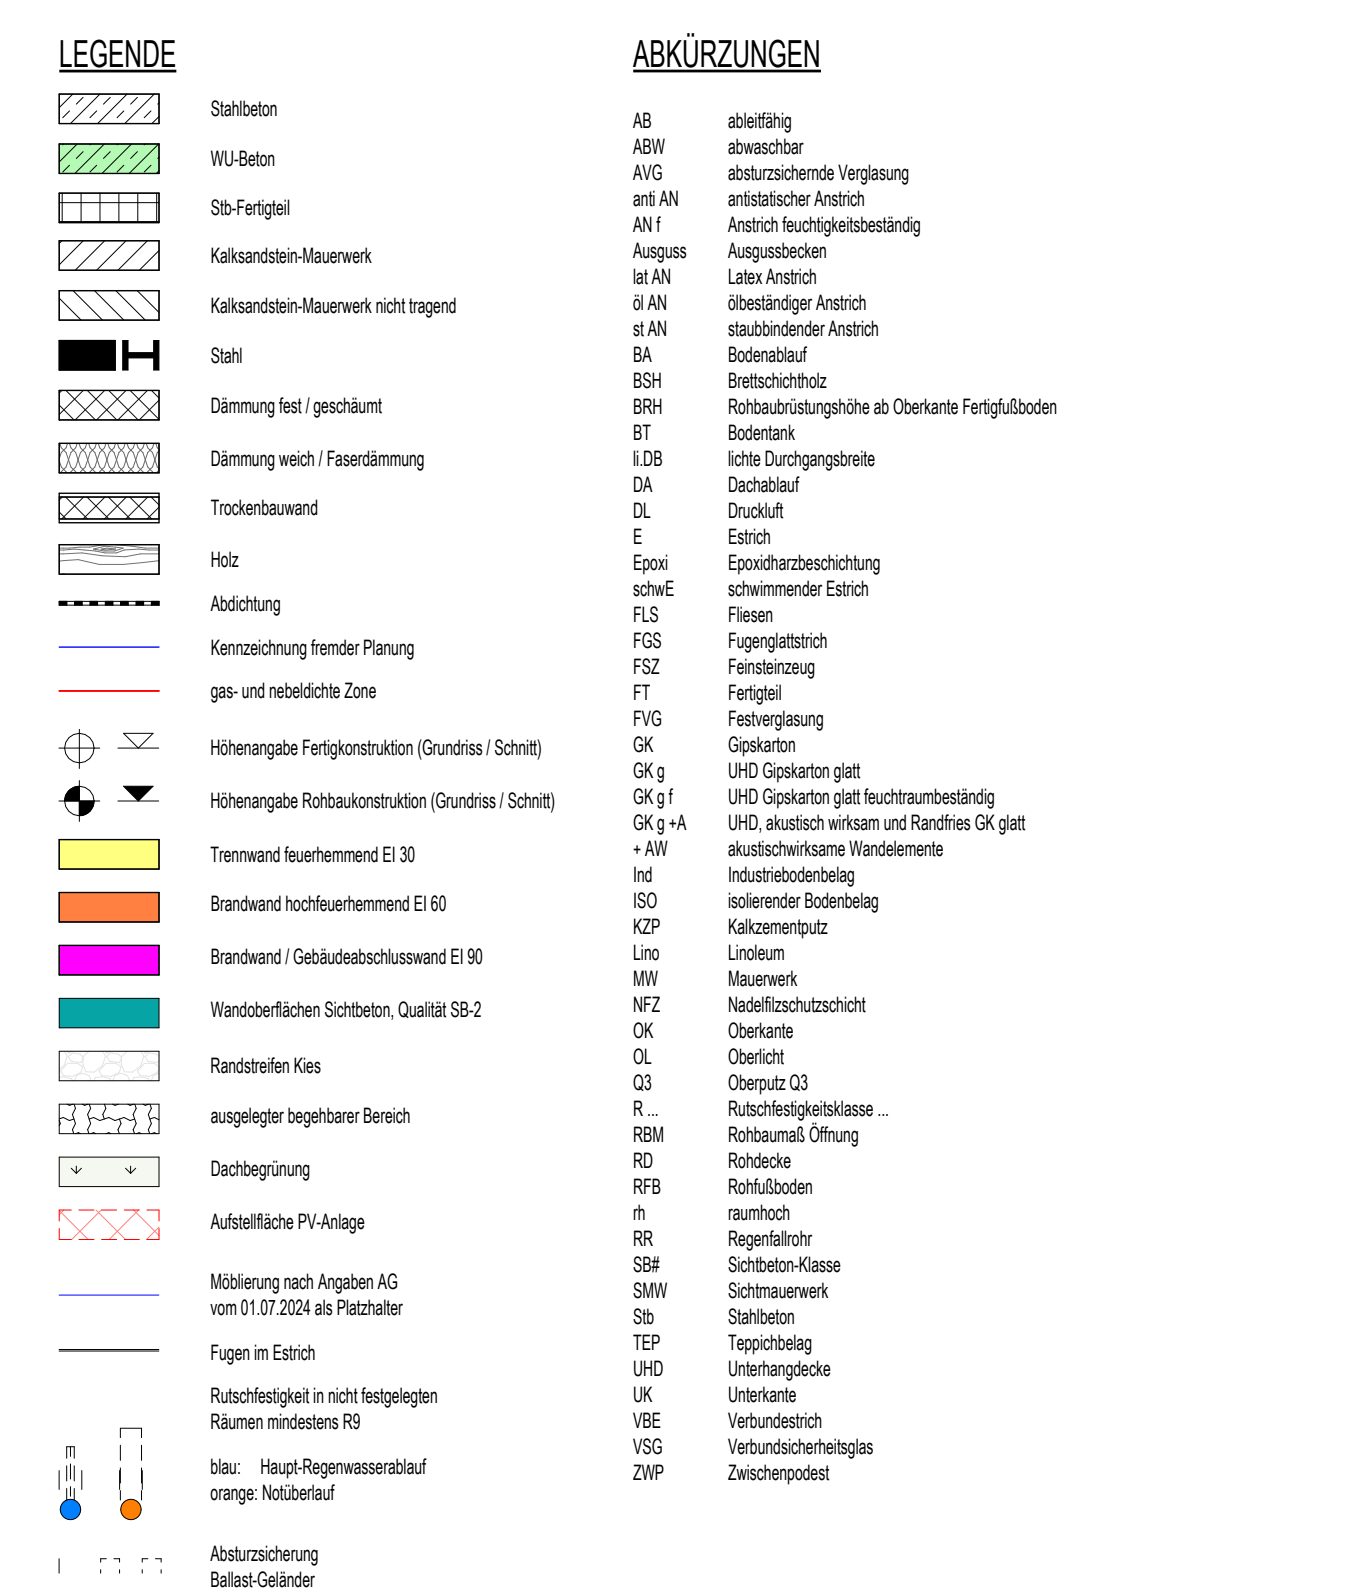 LEGENDE
Stahlbeton
WU-Beton
Stb-Fertigteil
Kalksandstein-Mauerwerk
Kalksandstein-Mauerwerk nicht tragend
Stahl
Dämmung fest / geschäumt
Dämmung weich / Faserdämmung
Trockenbauwand
Holz
Abdichtung
Kennzeichnung fremder Planung
gas- und nebeldichte Zone
Höhenangabe Fertigkonstruktion (Grundriss / Schnitt)
Höhenangabe Rohbaukonstruktion (Grundriss / Schnitt)
Trennwand feuerhemmend EI 30
Brandwand hochfeuerhemmend EI 60
Brandwand / Gebäudeabschlusswand EI 90
Wandoberflächen Sichtbeton, Qualität SB-2
Randstreifen Kies
ausgelegter begehbarer Bereich
Dachbegrünung
Aufstellfläche PV-Anlage
Möblierung nach Angaben AG
vom 01.07.2024 als Platzhalter
Fugen im Estrich
Rutschfestigkeit in nicht festgelegten
Räumen mindestens R9
blau: Haupt-Regenwasserablauf
orange: Notüberlauf
Absturzsicherung
Ballast-Geländer
ABKÜRZUNGEN
AB ableitfähig
ABW abwaschbar
AVG absturzsichernde Verglasung
anti AN antistatischer Anstrich
AN f Anstrich feuchtigkeitsbeständig
Ausguss Ausgussbecken
lat AN Latex Anstrich
öl AN ölbeständiger Anstrich
st AN staubbindender Anstrich
BA Bodenablauf
BSH Brettschichtholz
BRH Rohbaubrüstungshöhe ab Oberkante Fertigfußboden
BT Bodentank
li.DB lichte Durchgangsbreite
DA Dachablauf
DL Druckluft
E Estrich
Epoxi Epoxidharzbeschichtung
schwE schwimmender Estrich
FLS Fliesen
FGS Fugenglattstrich
FSZ Feinsteinzeug
FT Fertigteil
FVG Festverglasung
GK Gipskarton
GK g UHD Gipskarton glatt
GK g f UHD Gipskarton glatt feuchtraumbeständig
GK g +A UHD, akustisch wirksam und Randfries GK glatt
+ AW akustischwirksame Wandelemente
Ind Industriebodenbelag
ISO isolierender Bodenbelag
KZP Kalkzementputz
Lino Linoleum
MW Mauerwerk
NFZ Nadelfilzschutzschicht
OK Oberkante
OL Oberlicht
Q3 Oberputz Q3
R ... Rutschfestigkeitsklasse ...
RBM Rohbaumaß Öffnung
RD Rohdecke
RFB Rohfußboden
rh raumhoch
RR Regenfallrohr
SB# Sichtbeton-Klasse
SMW Sichtmauerwerk
Stb Stahlbeton
TEP Teppichbelag
UHD Unterhangdecke
UK Unterkante
VBE Verbundestrich
VSG Verbundsicherheitsglas
ZWP Zwischenpodest